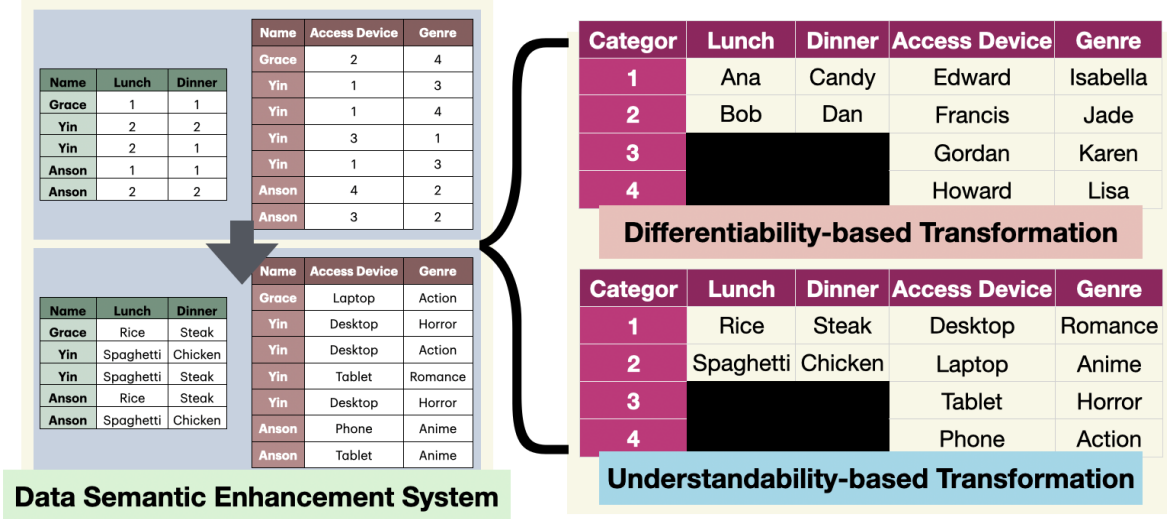 Name Lunch Dinner
Grace 1 1
Yin 2 2
Yin 2 1
Anson 1 1
Anson 2 2
Name Access Device Genre
Grace 2 4
Yin 1 3
Yin 1 4
Yin 3 1
Yin 1 3
Anson 4 2
Anson 3 2
Name Lunch Dinner
Grace Rice Steak
Yin Spaghetti Chicken
Yin Spaghetti Steak
Anson Rice Steak
Anson Spaghetti Chicken
Name Access Device Genre
Grace Laptop Action
Yin Desktop Horror
Yin Desktop Action
Yin Tablet Romance
Yin Desktop Horror
Anson Phone Anime
Anson Tablet Anime
Data Semantic Enhancement System
Categor Lunch Dinner Access Device Genre
1 Ana Candy Edward Isabella
2 Bob Dan Francis Jade
3 Gordan Karen
4 Howard Lisa
Differentiability-based Transformation
Categor Lunch Dinner Access Device Genre
1 Rice Steak Desktop Romance
2 Spaghetti Chicken Laptop Anime
3 Tablet Horror
4 Phone Action
Understandability-based Transformation